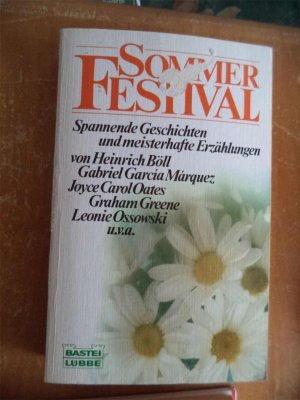 SOMMER
FESTIVAL
Spannende Geschichten
und meisterhafte Erzählungen
von Heinrich Böll
Gabriel García Márquez
Joyce Carol Oates
Graham Greene
Leonie Ossowski
u.v.a.
BASTEI
LÜBBE